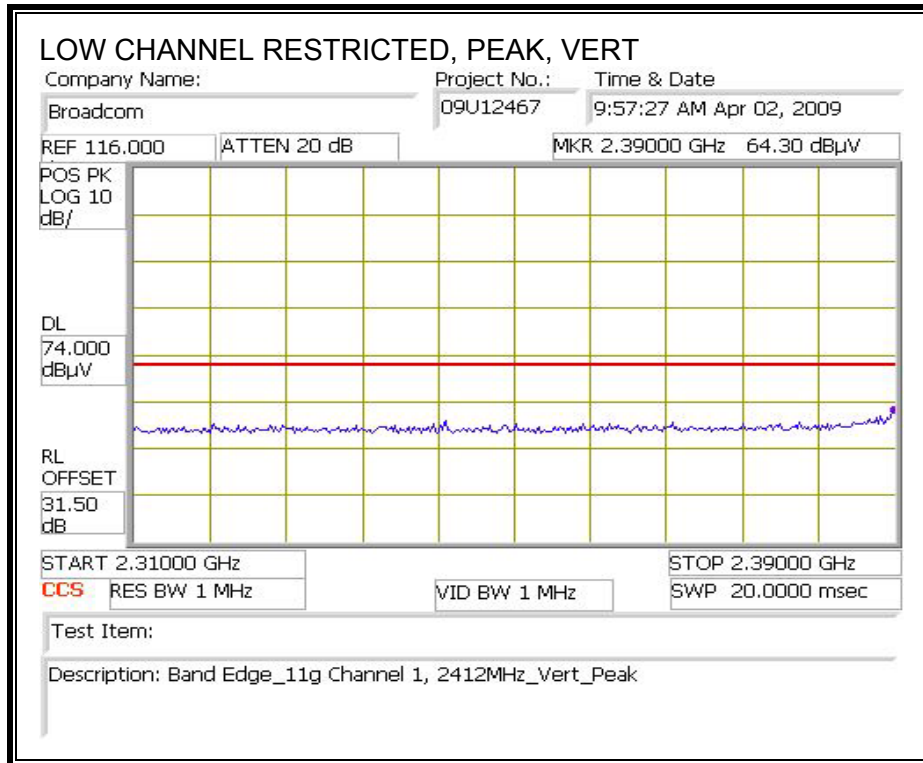 LOW CHANNEL RESTRICTED, PEAK, VERT
Company Name: Project No.: Time & Date
Broadcom 09U12467 9:57:27 AM Apr 02, 2009
REF 116.000 ATTEN 20 dB MKR 2.39000 GHz 64.30 dBµV
POS PK
LOG 10
dB/
DL
74.000
dBµV
RL
OFFSET
31.50
dB
START 2.31000 GHz STOP 2.39000 GHz
CCS RES BW 1 MHz VID BW 1 MHz SWP 20.0000 msec
Test Item:
Description: Band Edge_11g Channel 1, 2412MHz_Vert_Peak